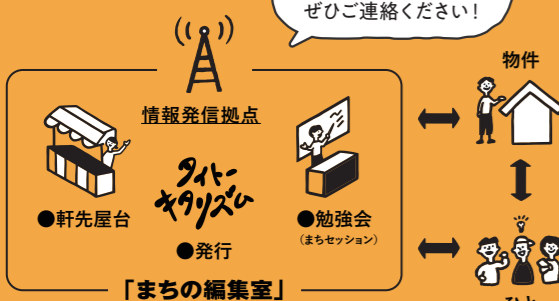 ぜひご連絡ください！
物件
情報発信拠点
タイトー
キタリズム
●軒先屋台
●勉強会
（まちセッション）
●発行
「まちの編集室」
ひと